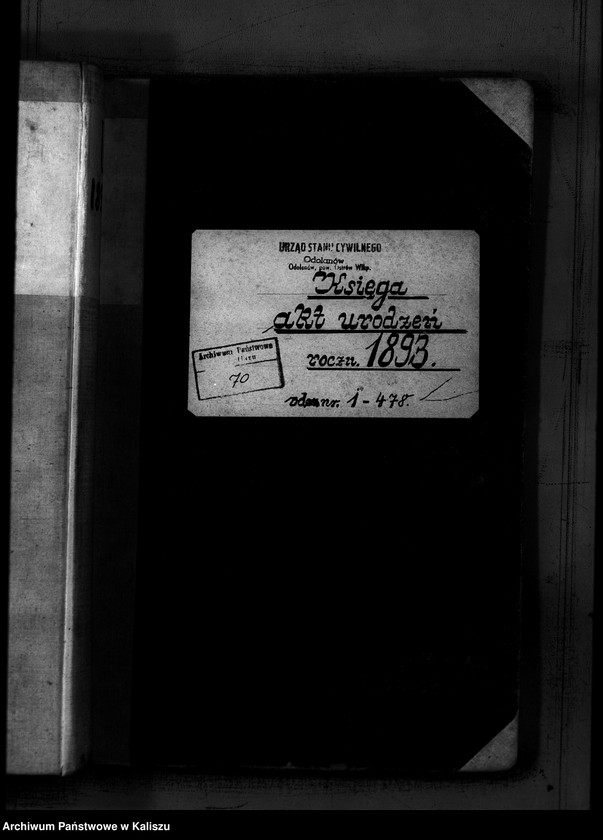 URZĄD STANU CYWILNEGO
Odolanów
Odolanów, pow. Ostrów Wlkp.
Księga
akt urodzeń
roczn. 1893.
Archiwum Państwowe
70
nr. 1 - 478.
Archiwum Państwowe w Kaliszu